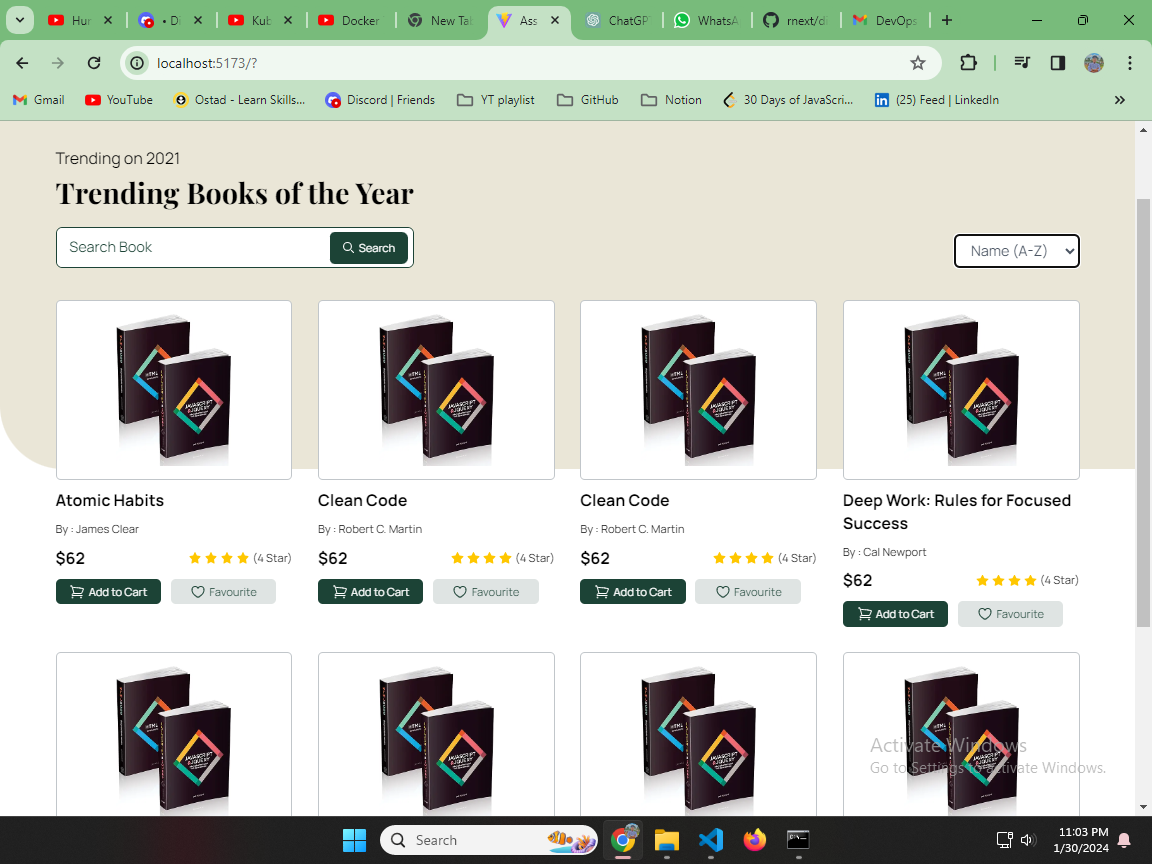 Hur
• Di
Kub
Docker
New Tab
Ass
ChatGPT
WhatsA
rnext/di
DevOps
localhost:5173/?
Gmail
YouTube
Ostad - Learn Skills...
Discord | Friends
YT playlist
GitHub
Notion
30 Days of JavaScri...
(25) Feed | LinkedIn
Trending on 2021
Trending Books of the Year
Search Book
Search
Name (A-Z)
Atomic Habits
By : James Clear
$62
(4 Star)
Add to Cart
Favourite
Clean Code
By : Robert C. Martin
$62
(4 Star)
Add to Cart
Favourite
Clean Code
By : Robert C. Martin
$62
(4 Star)
Add to Cart
Favourite
Deep Work: Rules for Focused
Success
By : Cal Newport
$62
(4 Star)
Add to Cart
Favourite
HTML
JAVASCRIPT
&JQUERY
Activate Windows
Go to Settings to activate Windows.
Search
11:03 PM
1/30/2024